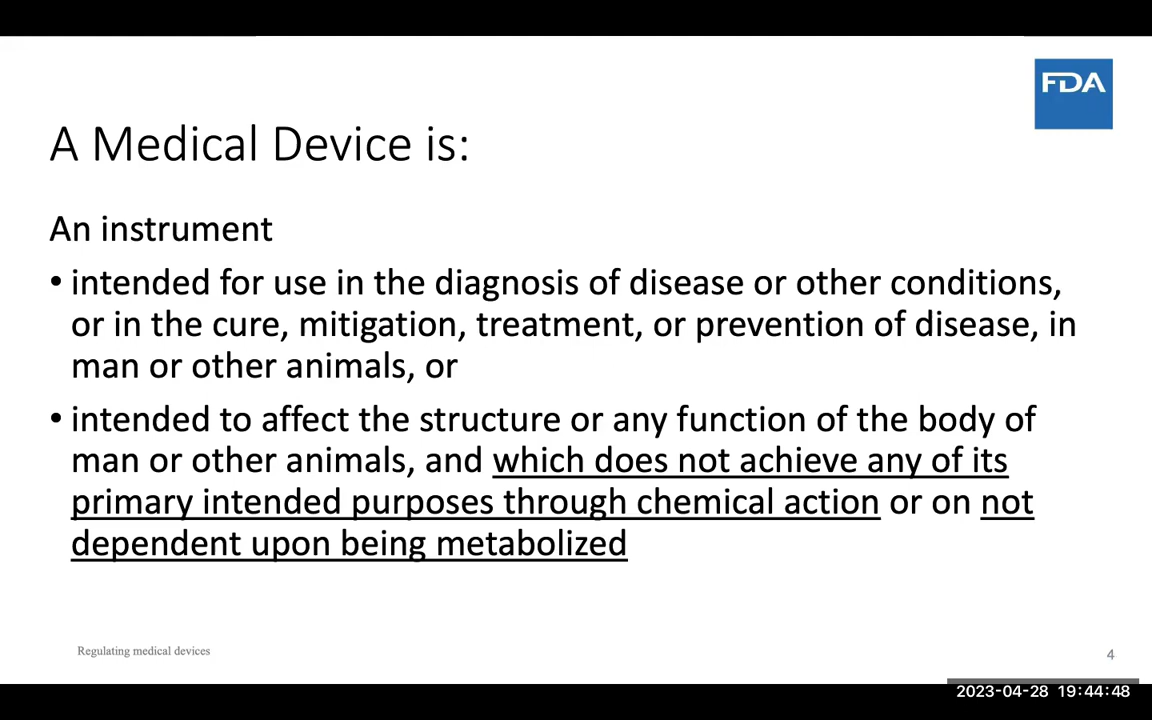 FDA
A Medical Device is:
An instrument
• intended for use in the diagnosis of disease or other conditions,
or in the cure, mitigation, treatment, or prevention of disease, in
man or other animals, or
• intended to affect the structure or any function of the body of
man or other animals, and which does not achieve any of its
primary intended purposes through chemical action or on not
dependent upon being metabolized
Regulating medical devices
4
2023-04-28 19:44:48